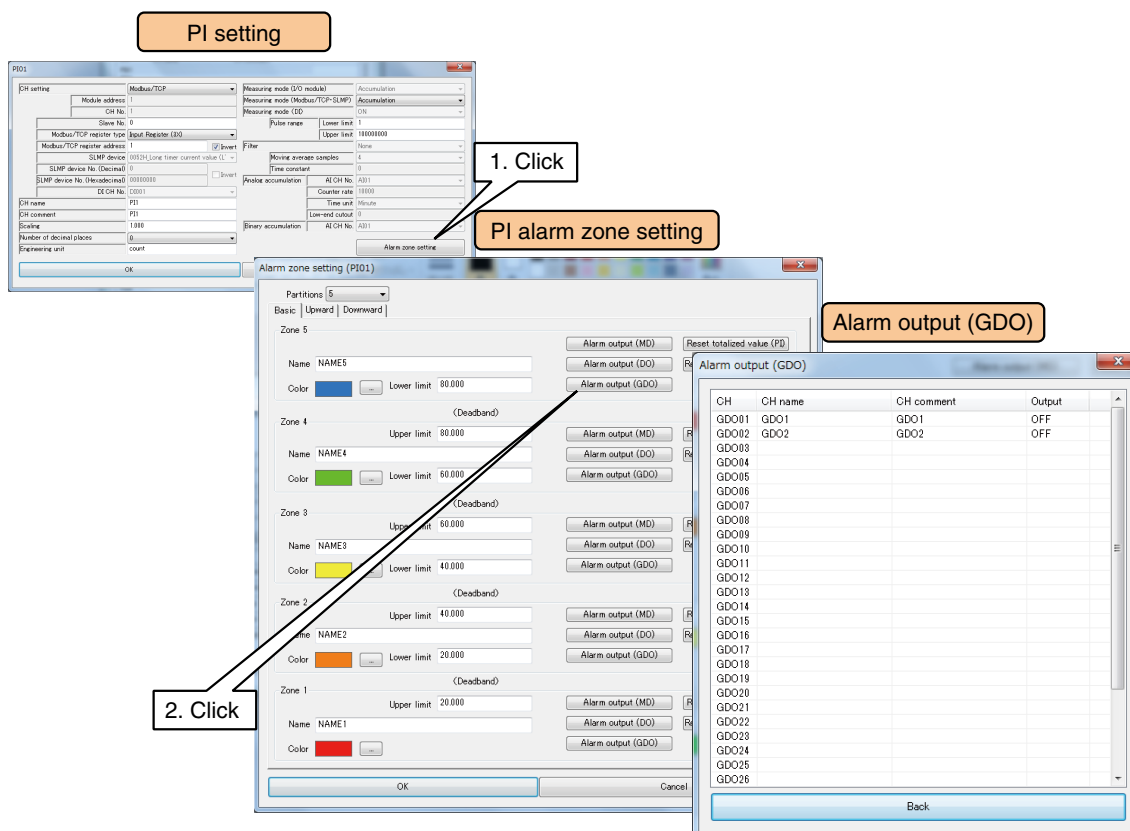 PI setting
PI01
CH setting Modbus/TCP
Module address 1
CH No. 1
Slave No. 0
Modbus/TCP register type Input Register (3X)
Modbus/TCP register address 1 Invert
SLMP device 0052H_Long timer current value (L
SLMP device No. (Decimal) 0
SLMP device No. (Hexadecimal) 00000000 Invert
DI CH No. DI001
CH name PI1
CH comment PI1
Scaling 1.000
Number of decimal places 0
Engineering unit count
Measuring mode (I/O module) Accumulation
Measuring mode (Modbus/TCP･SLMP) Accumulation
Measuring mode (DI) ON
Pulse range Lower limit 1
Upper limit 100000000
Filter None
Moving average samples 4
Time constant 0
Analog accumulation AI CH No. AI01
Counter rate 10000
Time unit Minute
Low-end cutout 0
Binary accumulation AI CH No. AI01
Alarm zone setting
OK
1. Click
PI alarm zone setting
Alarm zone setting (PI01)
Partitions 5
Basic Upward Downward
Zone 5
Alarm output (MD) Reset totalized value (PI)
Name NAME5 Alarm output (DO) Re
Color ... Lower limit 80.000 Alarm output (GDO)
(Deadband)
Zone 4
Upper limit 80.000 Alarm output (MD) R
Name NAME4 Alarm output (DO) Re
Color ... Lower limit 60.000 Alarm output (GDO)
(Deadband)
Zone 3
Upper limit 60.000 Alarm output (MD) R
Name NAME3 Alarm output (DO) Re
Color ... Lower limit 40.000 Alarm output (GDO)
(Deadband)
Zone 2
Upper limit 40.000 Alarm output (MD) R
Name NAME2 Alarm output (DO) Re
Color ... Lower limit 20.000 Alarm output (GDO)
(Deadband)
Zone 1
Upper limit 20.000 Alarm output (MD) R
Name NAME1 Alarm output (DO) Re
Color ... Alarm output (GDO)
OK Cancel
2. Click
Alarm output (GDO)
Alarm output (GDO)
CH CH name CH comment Output
GDO01 GDO1 GDO1 OFF
GDO02 GDO2 GDO2 OFF
GDO03
GDO04
GDO05
GDO06
GDO07
GDO08
GDO09
GDO10
GDO11
GDO12
GDO13
GDO14
GDO15
GDO16
GDO17
GDO18
GDO19
GDO20
GDO21
GDO22
GDO23
GDO24
GDO25
GDO26
Back